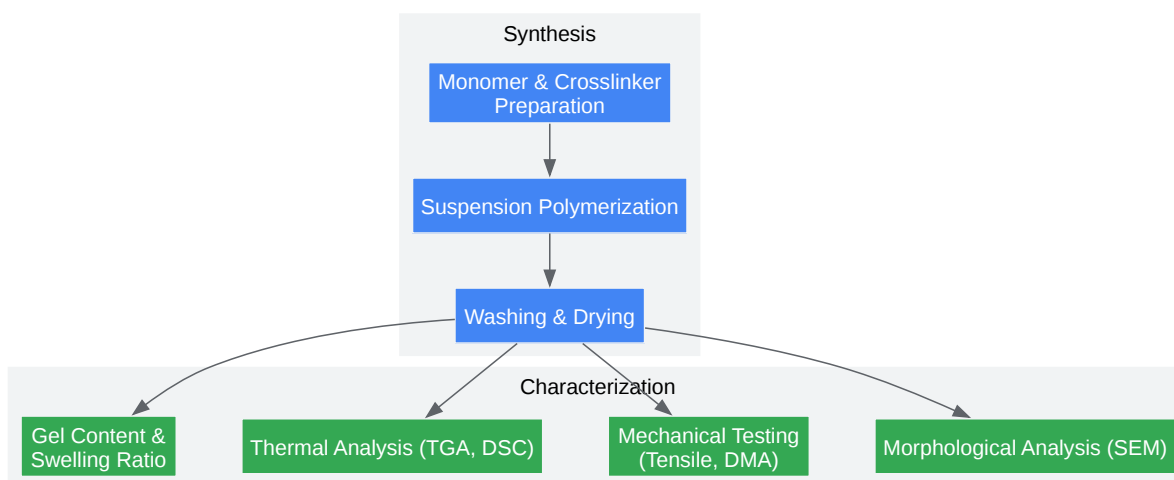 Synthesis
Monomer & Crosslinker
Preparation
Suspension Polymerization
Washing & Drying
Characterization
Gel Content &
Swelling Ratio
Thermal Analysis (TGA, DSC)
Mechanical Testing
(Tensile, DMA)
Morphological Analysis (SEM)